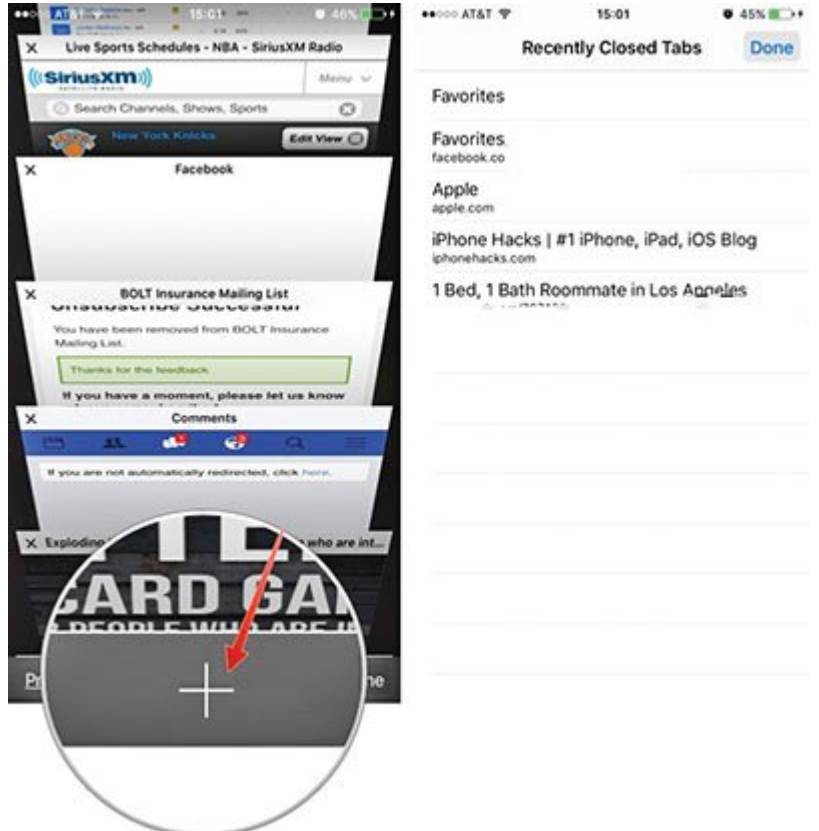 AT&T 15:01 46%
Live Sports Schedules - NBA - SiriusXM Radio
((SiriusXM))
SATELLITE RADIO
Menu
Search Channels, Shows, Sports
New York Knicks
Edit View
Facebook
BOLT Insurance Mailing List
Unsubscribe Successful
You have been removed from BOLT Insurance
Mailing List.
Thanks for the feedback
If you have a moment, please let us know
Comments
If you are not automatically redirected, click here.
who are int...
CARD GA
PEOPLE WHO ARE IN
AT&T 15:01 45%
Recently Closed Tabs
Done
Favorites
Favorites
facebook.co
Apple
apple.com
iPhone Hacks | #1 iPhone, iPad, iOS Blog
iphonehacks.com
1 Bed, 1 Bath Roommate in Los Angeles